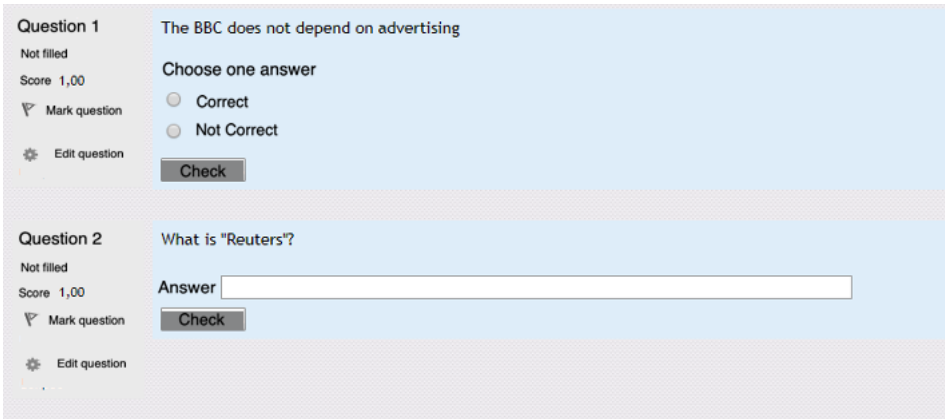 Question 1
Not filled
Score 1,00
Mark question
Edit question
The BBC does not depend on advertising
Choose one answer
Correct
Not Correct
Check
Question 2
Not filled
Score 1,00
Mark question
Edit question
What is "Reuters"?
Answer
Check